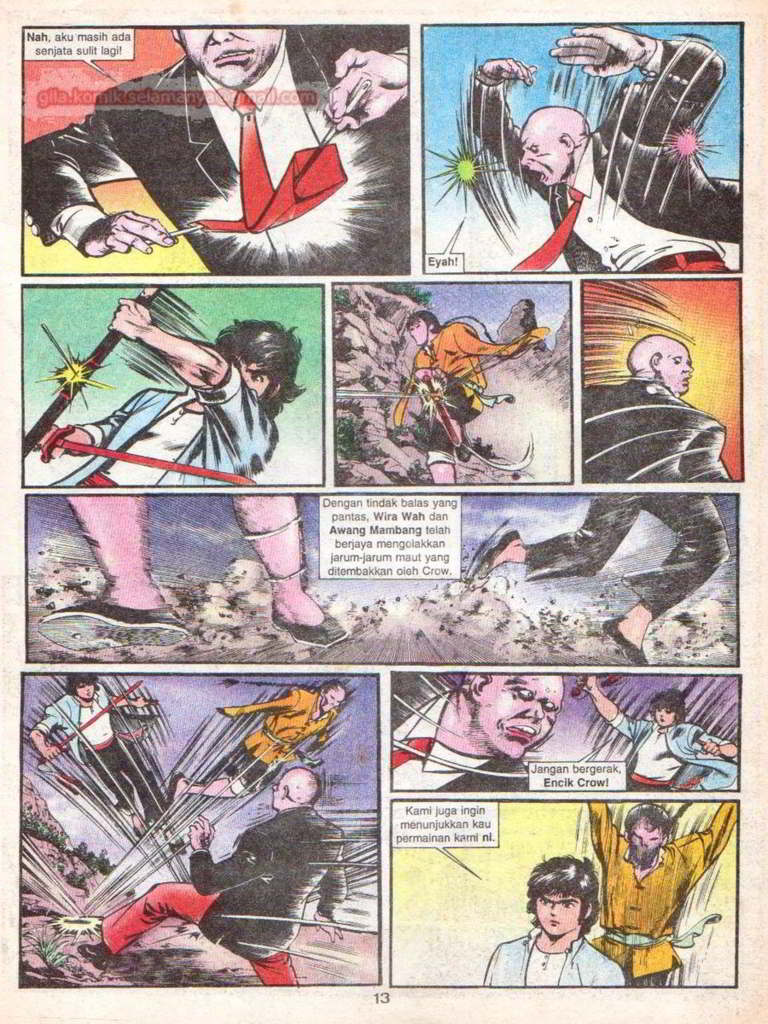 Nah, aku masih ada
senjata sulit lagi!
gila.komik.selamanya@gmail.com
Eyah!
Dengan tindak balas yang
pantas, Wira Wah dan
Awang Mambang telah
berjaya mengolakkan
jarum-jarum maut yang
ditembakkan oleh Crow.
Jangan bergerak,
Encik Crow!
Kami juga ingin
menunjukkan kau
permainan kami ni.
13